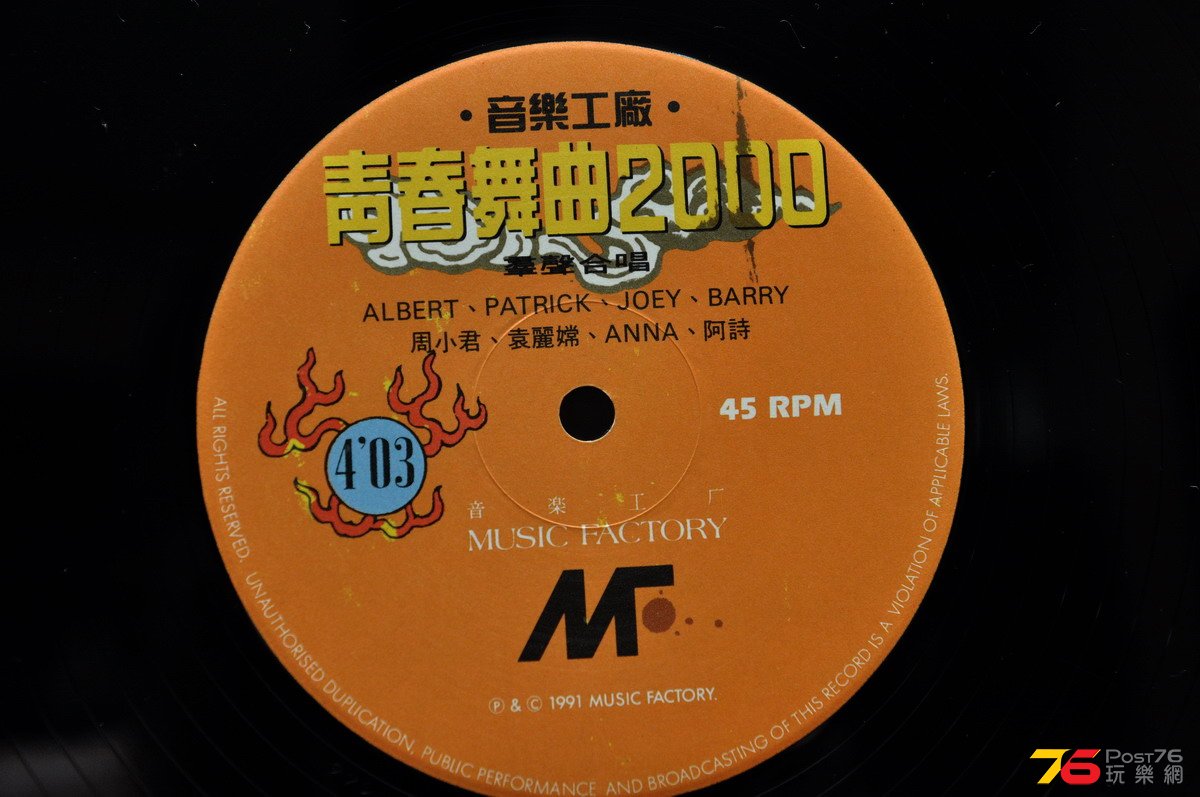 •音樂工廠•
青春舞曲2000
羣聲合唱
ALBERT、PATRICK、JOEY、BARRY
周小君、袁麗嫦、ANNA、阿詩
45 RPM
4'03
音楽工厂
MUSIC FACTORY
M
℗ & © 1991 MUSIC FACTORY.
ALL RIGHTS RESERVED. UNAUTHORISED DUPLICATION, PUBLIC PERFORMANCE AND BROADCASTING OF THIS RECORD IS A VIOLATION OF APPLICABLE LAWS.
76 POST76
玩樂網